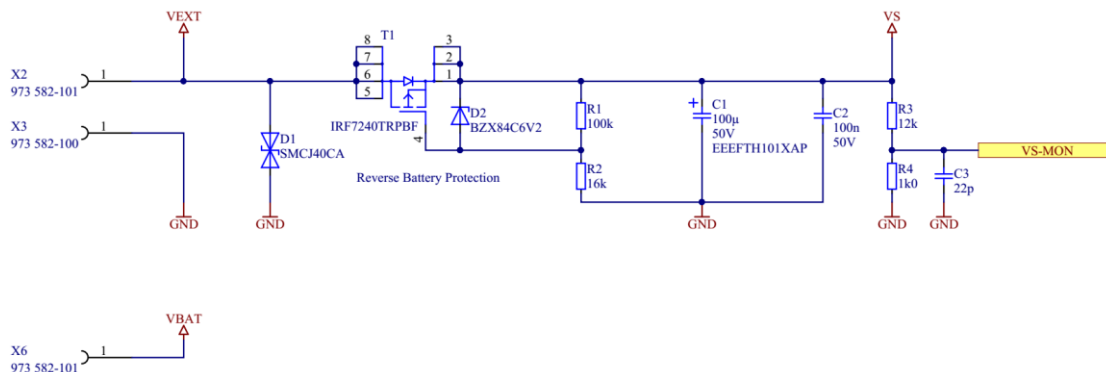 VEXT
VS
X2
973 582-101
1
8
7
6
5
T1
3
2
1
4
IRF7240TRPBF
D2
BZX84C6V2
R1
100k
C1
100µ
50V
EEEFTH101XAP
C2
100n
50V
R3
12k
X3
973 582-100
1
D1
SMCJ40CA
Reverse Battery Protection
R2
16k
R4
1k0
C3
22p
VS-MON
GND
GND
GND
GND
GND
VBAT
X6
973 582-101
1